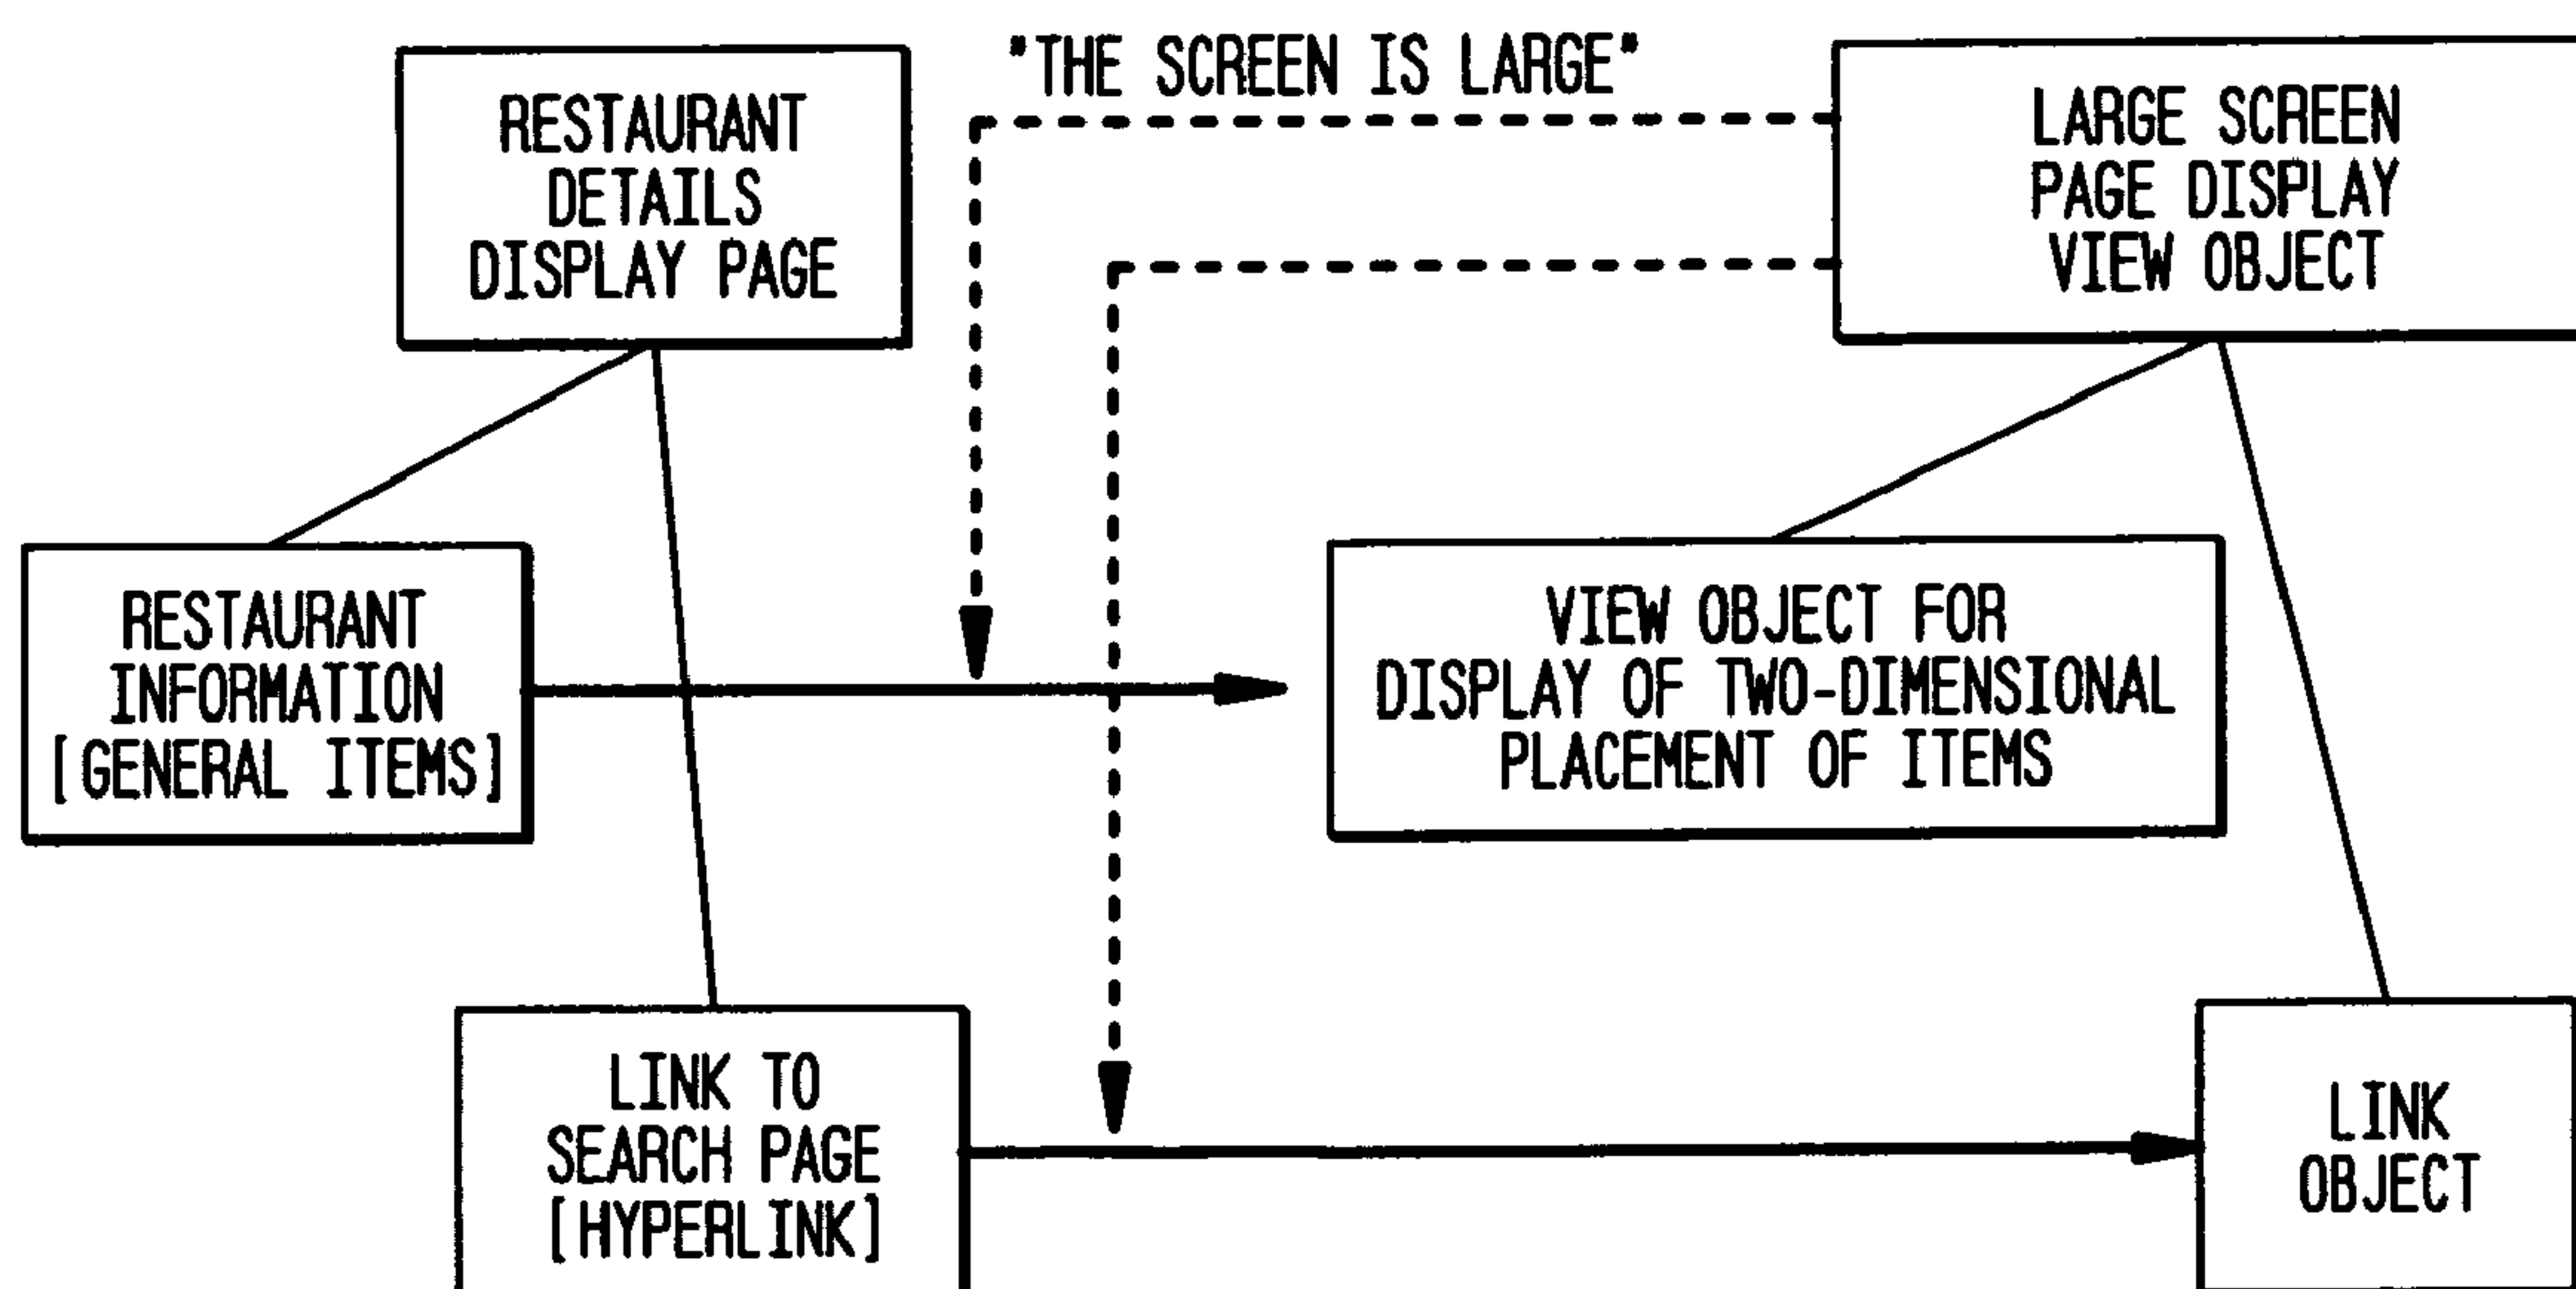 RESTAURANT
DETAILS
DISPLAY PAGE
"THE SCREEN IS LARGE"
LARGE SCREEN
PAGE DISPLAY
VIEW OBJECT
RESTAURANT
INFORMATION
[GENERAL ITEMS]
VIEW OBJECT FOR
DISPLAY OF TWO-DIMENSIONAL
PLACEMENT OF ITEMS
LINK TO
SEARCH PAGE
[HYPERLINK]
LINK
OBJECT